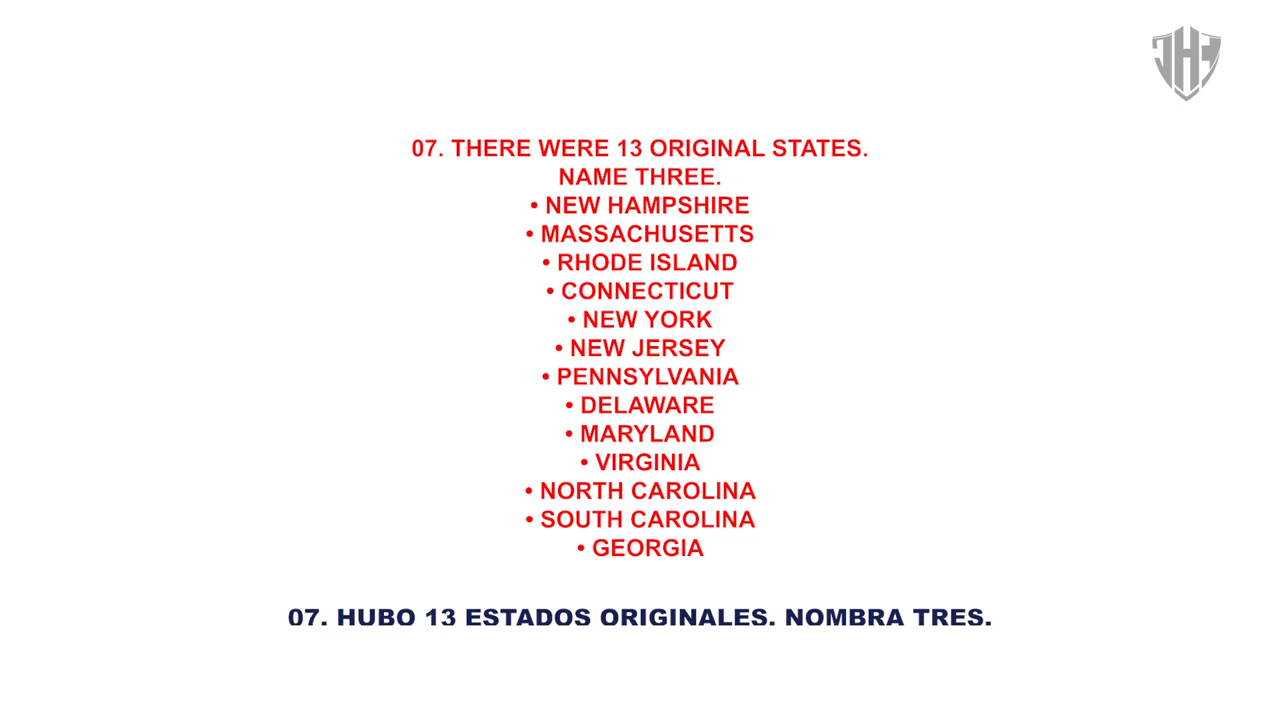 JHE
07. THERE WERE 13 ORIGINAL STATES.
NAME THREE.
• NEW HAMPSHIRE
• MASSACHUSETTS
• RHODE ISLAND
• CONNECTICUT
• NEW YORK
• NEW JERSEY
• PENNSYLVANIA
• DELAWARE
• MARYLAND
• VIRGINIA
• NORTH CAROLINA
• SOUTH CAROLINA
• GEORGIA
07. HUBO 13 ESTADOS ORIGINALES. NOMBRA TRES.